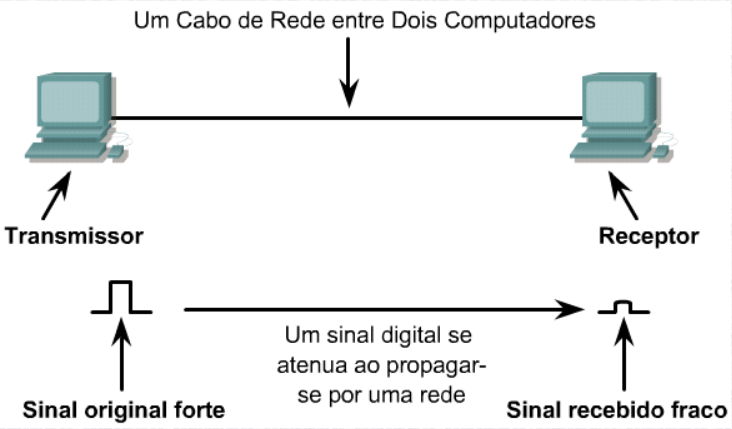 Um Cabo de Rede entre Dois Computadores
Transmissor
Receptor
Um sinal digital se
atenua ao propagar-
se por uma rede
Sinal original forte
Sinal recebido fraco